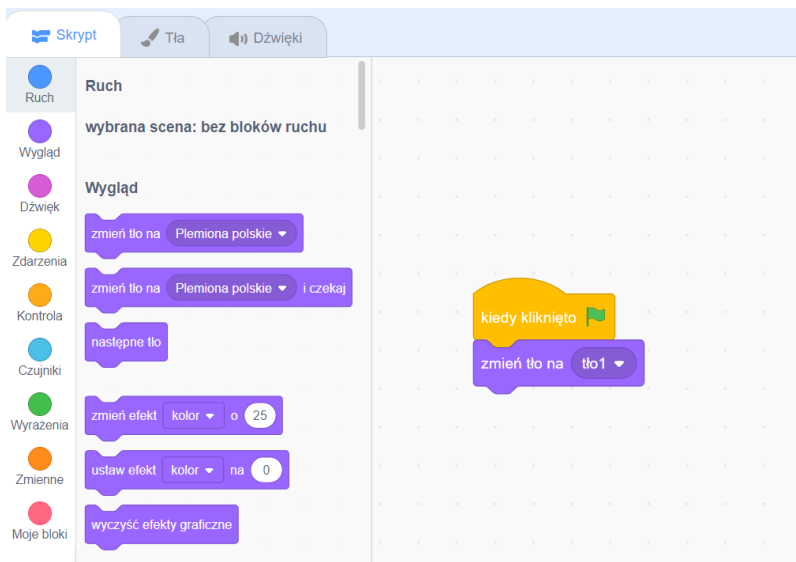 Skrypt
Tła
Dźwięki
Ruch
Wygląd
Dźwięk
Zdarzenia
Kontrola
Czujniki
Wyrażenia
Zmienne
Moje bloki
Ruch
wybrana scena: bez bloków ruchu
Wygląd
zmień tło na Plemiona polskie
zmień tło na Plemiona polskie i czekaj
następne tło
zmień efekt kolor o 25
ustaw efekt kolor na 0
wyczyść efekty graficzne
kiedy kliknięto
zmień tło na tło1